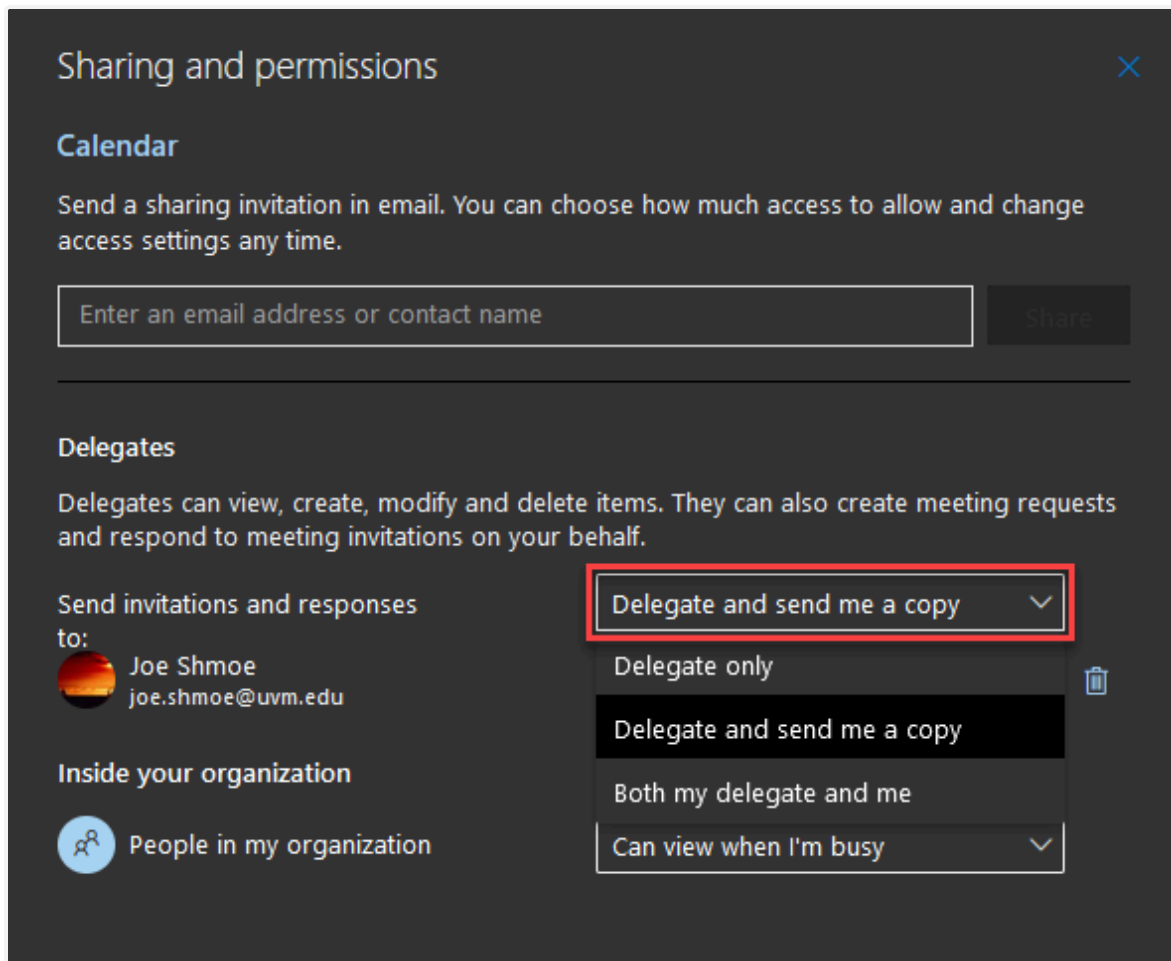 Sharing and permissions
Calendar
Send a sharing invitation in email. You can choose how much access to allow and change
access settings any time.
Enter an email address or contact name
Share
Delegates
Delegates can view, create, modify and delete items. They can also create meeting requests
and respond to meeting invitations on your behalf.
Send invitations and responses
to:
Delegate and send me a copy
Joe Shmoe
joe.shmoe@uvm.edu
Delegate only
Delegate and send me a copy
Both my delegate and me
Inside your organization
People in my organization
Can view when I'm busy